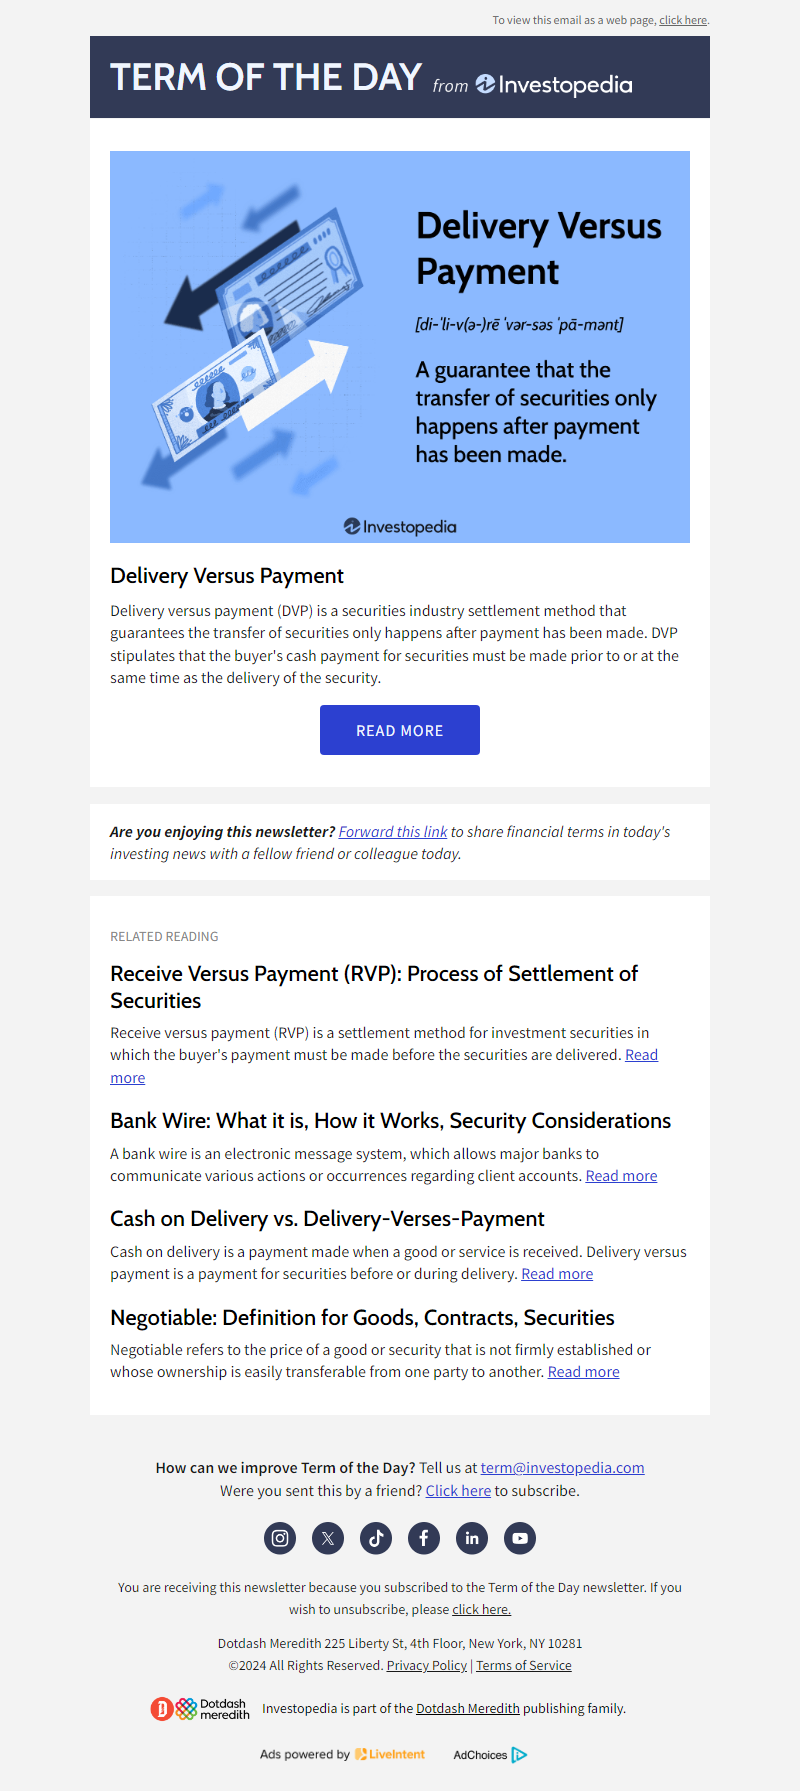 To view this email as a web page, click here.
TERM OF THE DAY from Investopedia
Delivery Versus
Payment
[di-ˈli-v(ə-)rē ˈvər-səs ˈpā-mənt]
A guarantee that the
transfer of securities only
happens after payment
has been made.
Investopedia
Delivery Versus Payment
Delivery versus payment (DVP) is a securities industry settlement method that
guarantees the transfer of securities only happens after payment has been made. DVP
stipulates that the buyer's cash payment for securities must be made prior to or at the
same time as the delivery of the security.
READ MORE
Are you enjoying this newsletter? Forward this link to share financial terms in today's
investing news with a fellow friend or colleague today.
RELATED READING
Receive Versus Payment (RVP): Process of Settlement of
Securities
Receive versus payment (RVP) is a settlement method for investment securities in
which the buyer's payment must be made before the securities are delivered. Read
more
Bank Wire: What it is, How it Works, Security Considerations
A bank wire is an electronic message system, which allows major banks to
communicate various actions or occurrences regarding client accounts. Read more
Cash on Delivery vs. Delivery-Verses-Payment
Cash on delivery is a payment made when a good or service is received. Delivery versus
payment is a payment for securities before or during delivery. Read more
Negotiable: Definition for Goods, Contracts, Securities
Negotiable refers to the price of a good or security that is not firmly established or
whose ownership is easily transferable from one party to another. Read more
How can we improve Term of the Day? Tell us at term@investopedia.com
Were you sent this by a friend? Click here to subscribe.
You are receiving this newsletter because you subscribed to the Term of the Day newsletter. If you
wish to unsubscribe, please click here.
Dotdash Meredith 225 Liberty St, 4th Floor, New York, NY 10281
©2024 All Rights Reserved. Privacy Policy | Terms of Service
Dotdash
meredith
Investopedia is part of the Dotdash Meredith publishing family.
Ads powered by LiveIntent AdChoices